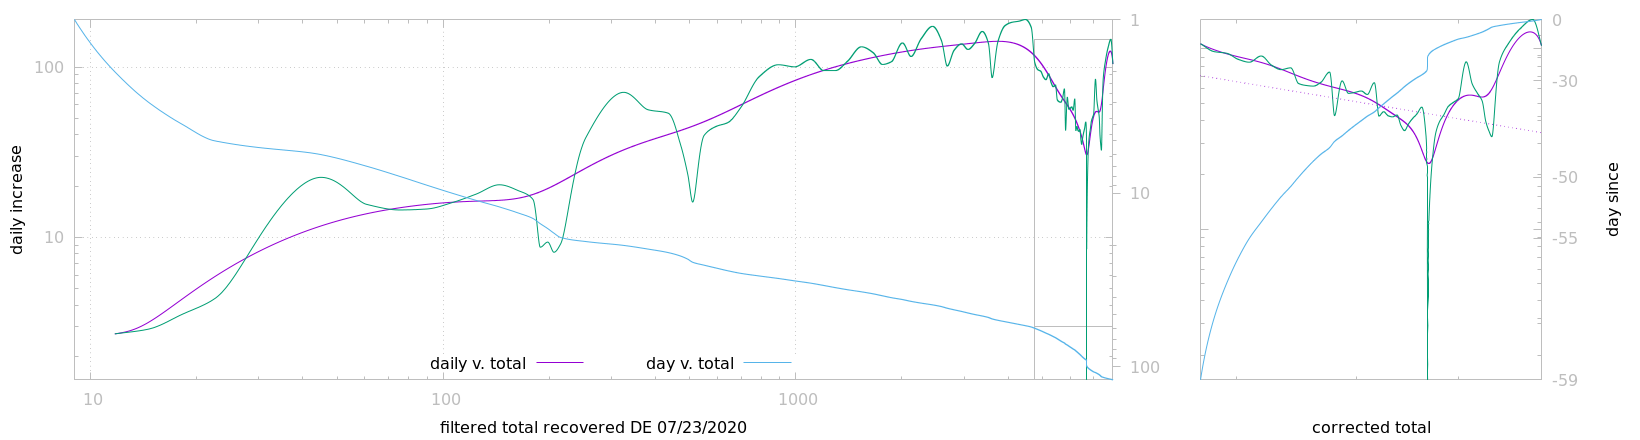 daily increase
100
10
daily v. total
day v. total
10
100
1000
filtered total recovered DE 07/23/2020
1
10
100
0
-30
-50
-55
-59
day since
corrected total